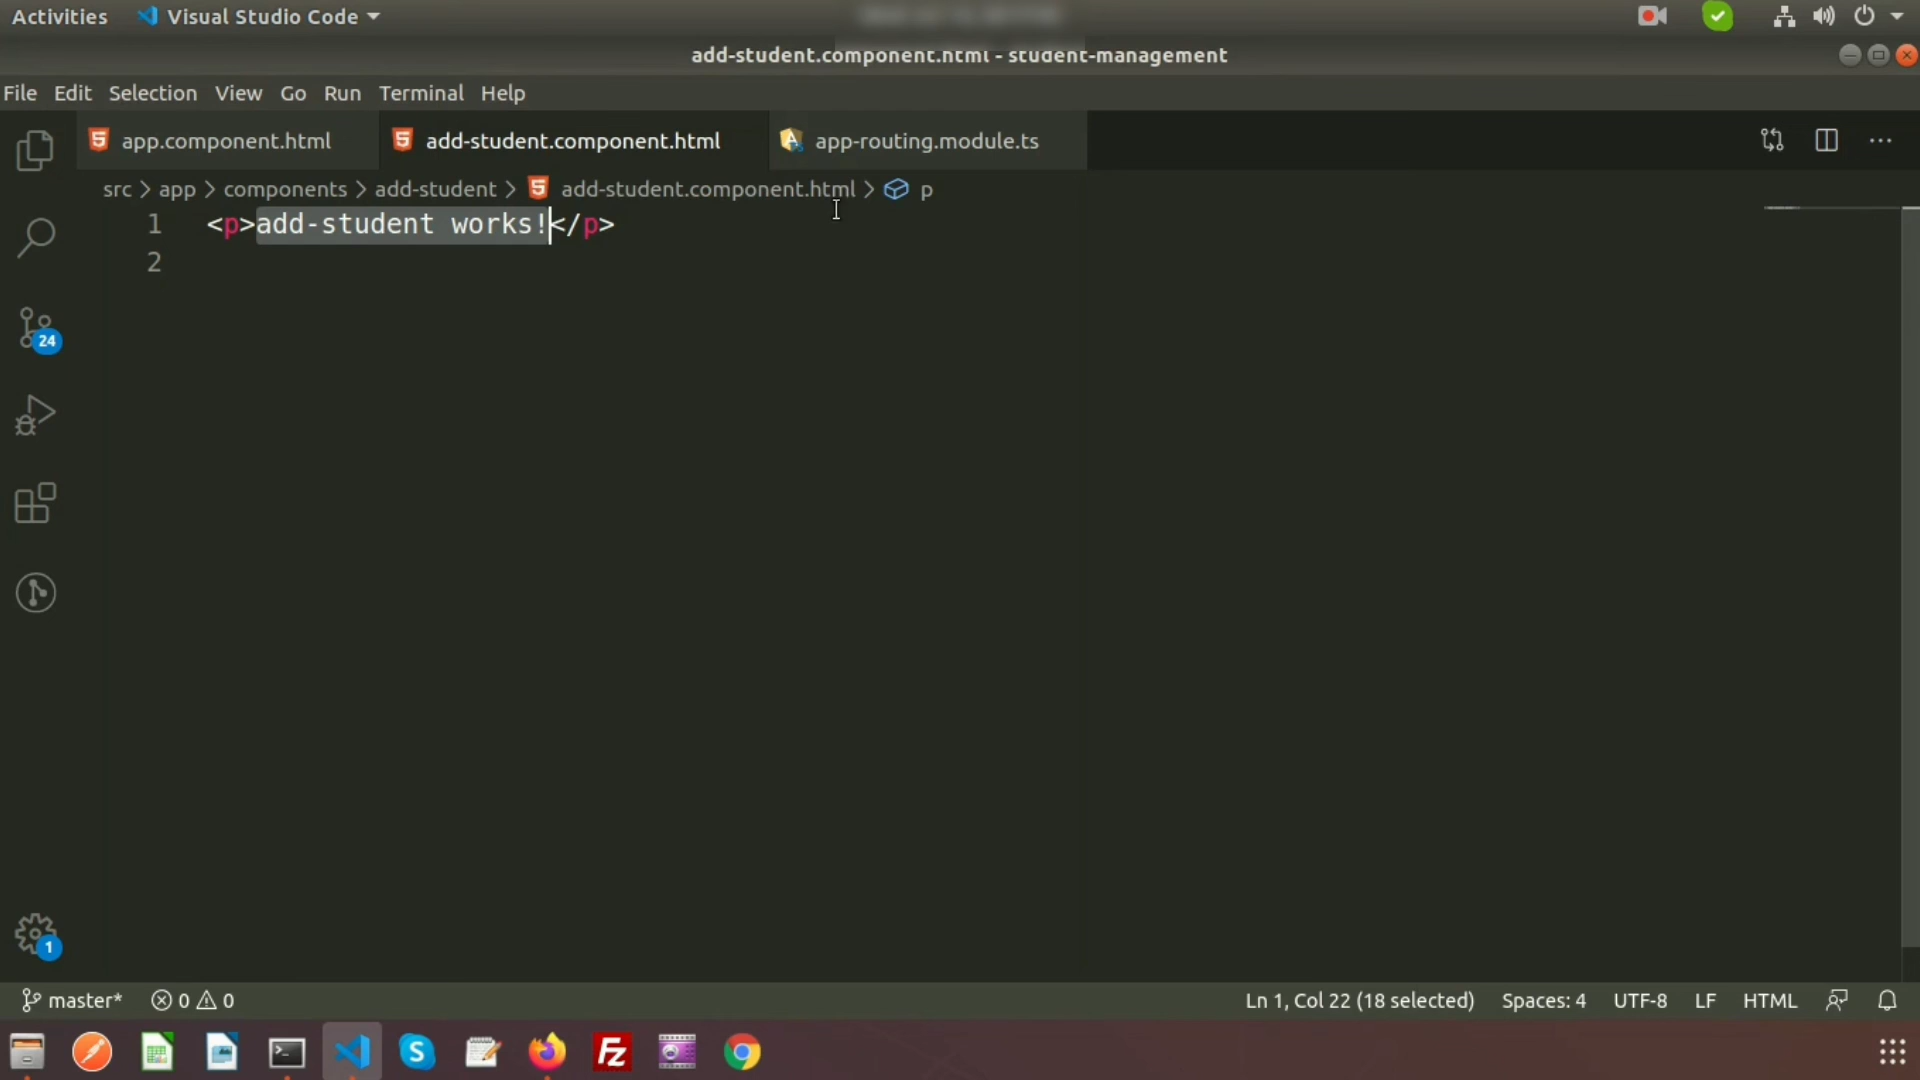 Activities Visual Studio Code
add-student.component.html - student-management
File Edit Selection View Go Run Terminal Help
app.component.html add-student.component.html app-routing.module.ts
src > app > components > add-student > add-student.component.html > p
1 <p>add-student works!</p>
2
24
1
master* 0 0 Ln 1, Col 22 (18 selected) Spaces: 4 UTF-8 LF HTML